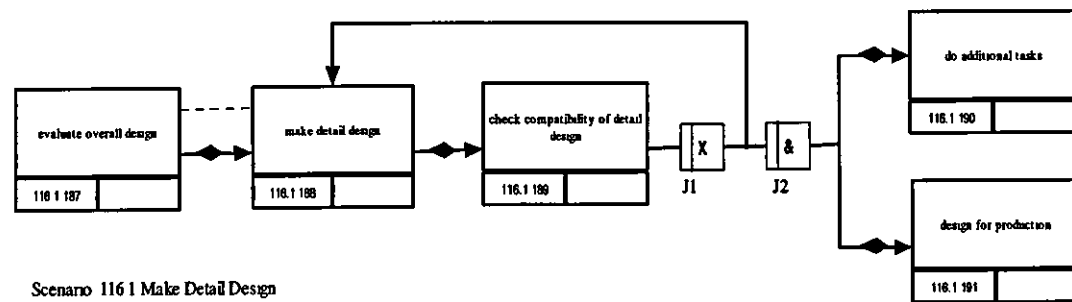 do additional tasks
116.1 190
evaluate overall design
116 1 187
make detail design
116.1 188
check compatibility of detail
design
116.1 189
X
J1
&
J2
design for production
116.1 191
Scenario 116 1 Make Detail Design